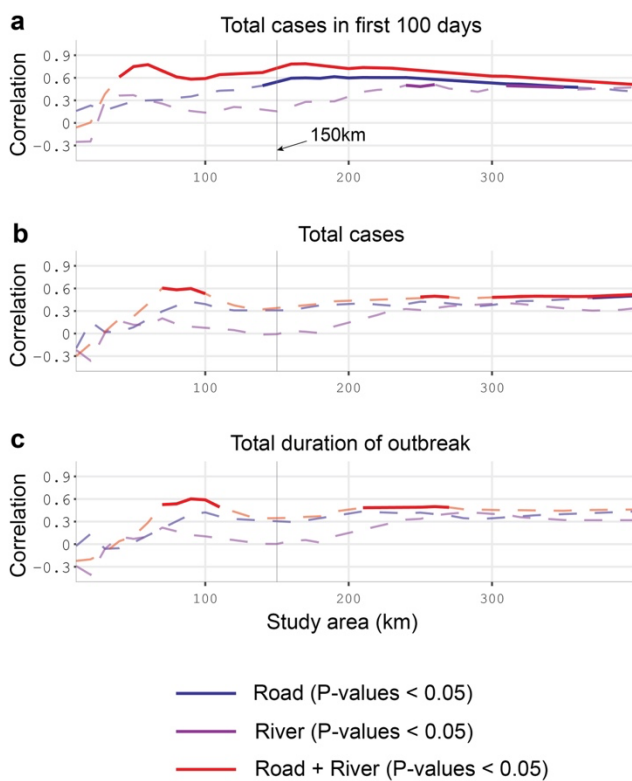 a
Total cases in first 100 days
Correlation
0.9
0.6
0.3
0
-0.3
150km
100
200
300
b
Total cases
Correlation
0.9
0.6
0.3
0
-0.3
100
200
300
c
Total duration of outbreak
Correlation
0.9
0.6
0.3
0
-0.3
100
200
300
Study area (km)
Road (P-values < 0.05)
River (P-values < 0.05)
Road + River (P-values < 0.05)